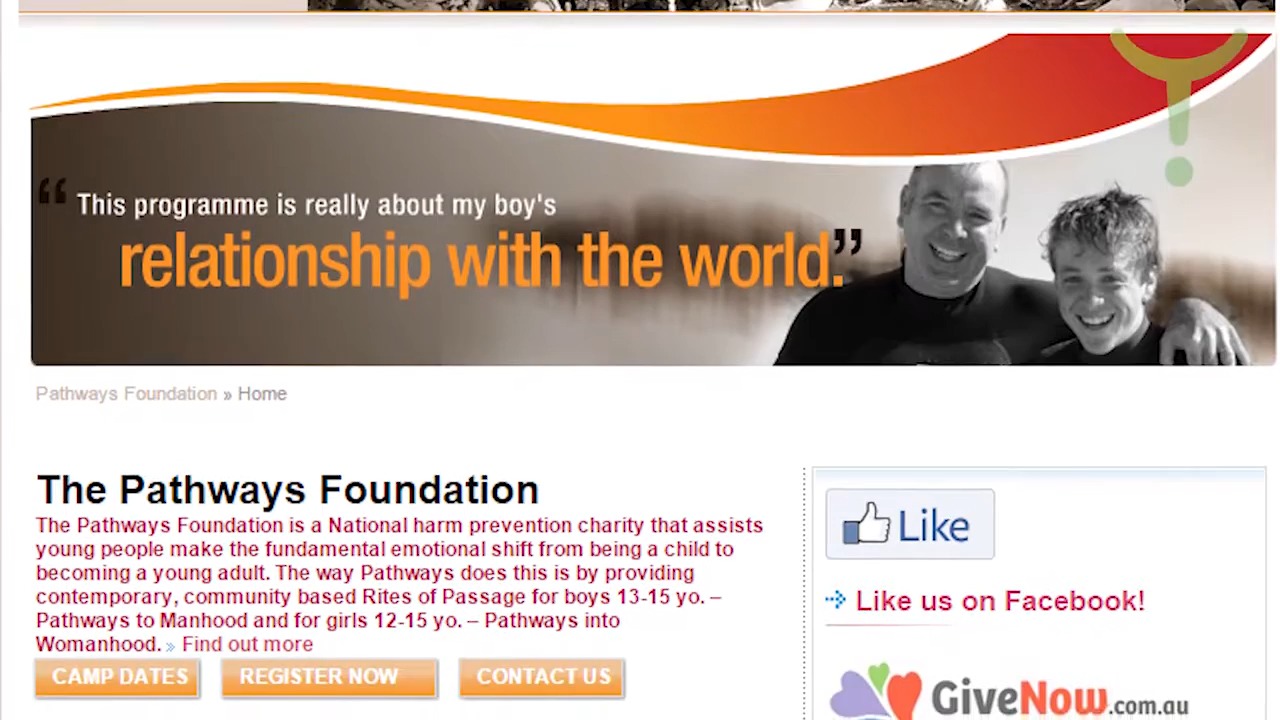 “ This programme is really about my boy's
relationship with the world.”
Pathways Foundation » Home
The Pathways Foundation
The Pathways Foundation is a National harm prevention charity that assists
young people make the fundamental emotional shift from being a child to
becoming a young adult. The way Pathways does this is by providing
contemporary, community based Rites of Passage for boys 13-15 yo. –
Pathways to Manhood and for girls 12-15 yo. – Pathways into
Womanhood. » Find out more
CAMP DATES
REGISTER NOW
CONTACT US
Like
Like us on Facebook!
GiveNow.com.au